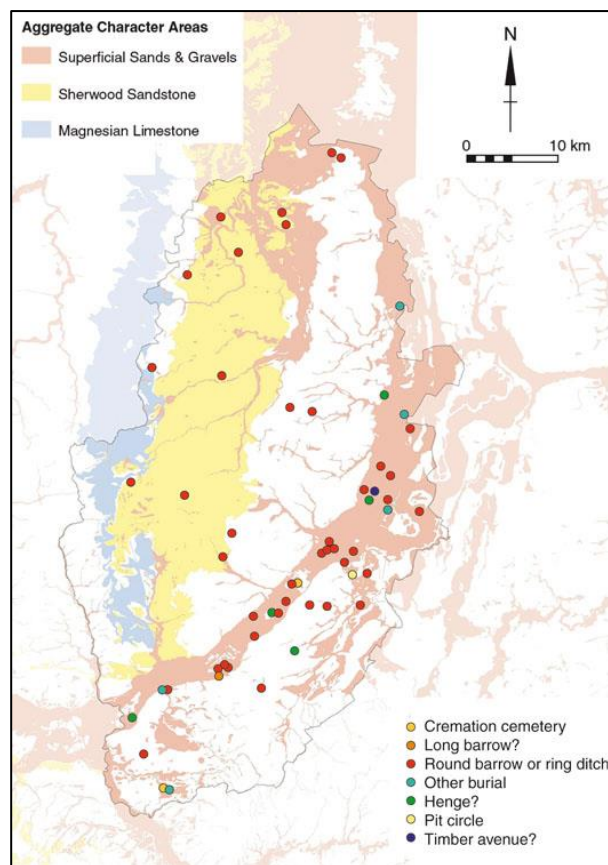 Aggregate Character Areas
Superficial Sands & Gravels
Sherwood Sandstone
Magnesian Limestone
N
0 10 km
Cremation cemetery
Long barrow?
Round barrow or ring ditch
Other burial
Henge?
Pit circle
Timber avenue?